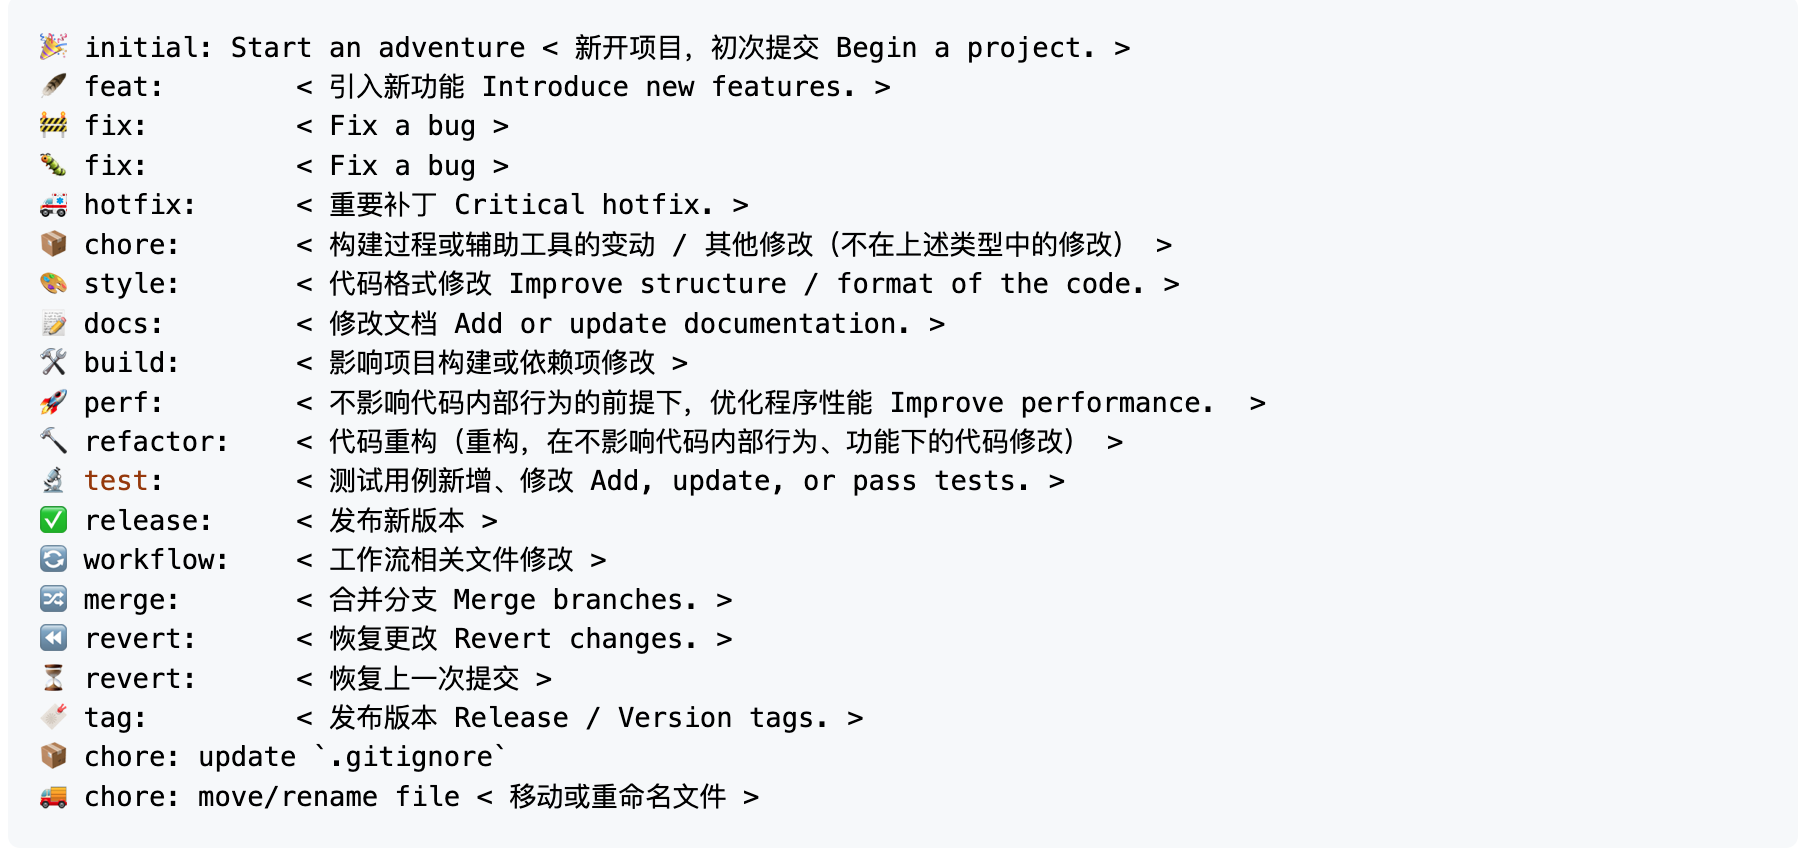 🎉 initial: Start an adventure < 新开项目，初次提交 Begin a project. >
🪶 feat:        < 引入新功能 Introduce new features. >
🚧 fix:         < Fix a bug >
🐛 fix:         < Fix a bug >
🚑 hotfix:      < 重要补丁 Critical hotfix. >
📦 chore:       < 构建过程或辅助工具的变动 / 其他修改（不在上述类型中的修改） >
🎨 style:       < 代码格式修改 Improve structure / format of the code. >
📝 docs:        < 修改文档 Add or update documentation. >
🛠 build:       < 影响项目构建或依赖项修改 >
🚀 perf:        < 不影响代码内部行为的前提下，优化程序性能 Improve performance.  >
🔨 refactor:    < 代码重构（重构，在不影响代码内部行为、功能下的代码修改） >
🔬 test:        < 测试用例新增、修改 Add, update, or pass tests. >
✅ release:     < 发布新版本 >
🔄 workflow:    < 工作流相关文件修改 >
🔀 merge:       < 合并分支 Merge branches. >
⏪ revert:      < 恢复更改 Revert changes. >
⏳ revert:      < 恢复上一次提交 >
🏷 tag:         < 发布版本 Release / Version tags. >
📦 chore: update `.gitignore`
🚚 chore: move/rename file < 移动或重命名文件 >